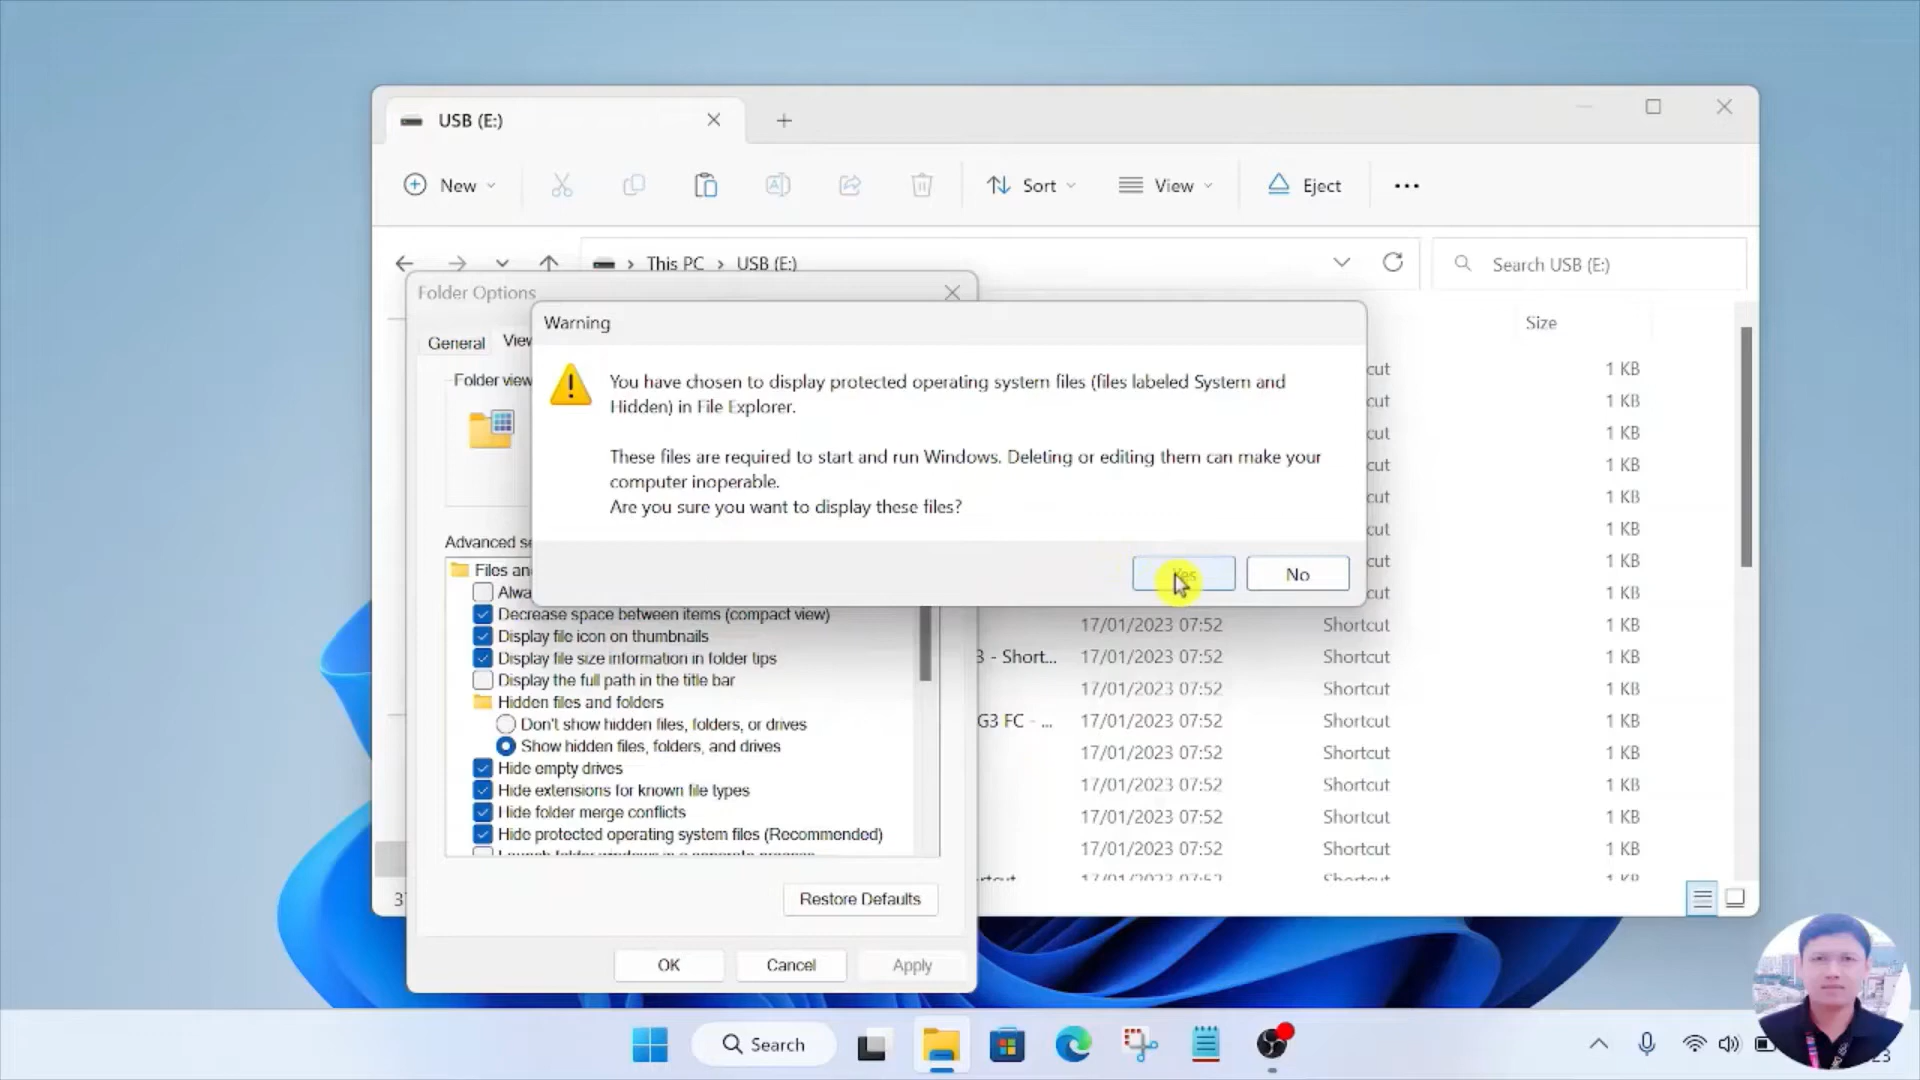 USB (E:)
New
Sort
View
Eject
This PC > USB (E:)
Search USB (E:)
Folder Options
Warning
General
View
Size
Folder view
You have chosen to display protected operating system files (files labeled System and
Hidden) in File Explorer.
These files are required to start and run Windows. Deleting or editing them can make your
computer inoperable.
Are you sure you want to display these files?
Yes
No
cut 1 KB
cut 1 KB
cut 1 KB
cut 1 KB
cut 1 KB
cut 1 KB
cut 1 KB
cut 1 KB
Advanced se
Files an
Alwa
Decrease space between items (compact view)
Display file icon on thumbnails
Display file size information in folder tips
Display the full path in the title bar
Hidden files and folders
Don't show hidden files, folders, or drives
Show hidden files, folders, and drives
Hide empty drives
Hide extensions for known file types
Hide folder merge conflicts
Hide protected operating system files (Recommended)
17/01/2023 07:52 Shortcut 1 KB
3 - Short... 17/01/2023 07:52 Shortcut 1 KB
17/01/2023 07:52 Shortcut 1 KB
G3 FC - ... 17/01/2023 07:52 Shortcut 1 KB
17/01/2023 07:52 Shortcut 1 KB
17/01/2023 07:52 Shortcut 1 KB
17/01/2023 07:52 Shortcut 1 KB
17/01/2023 07:52 Shortcut 1 KB
Restore Defaults
OK
Cancel
Apply
Search